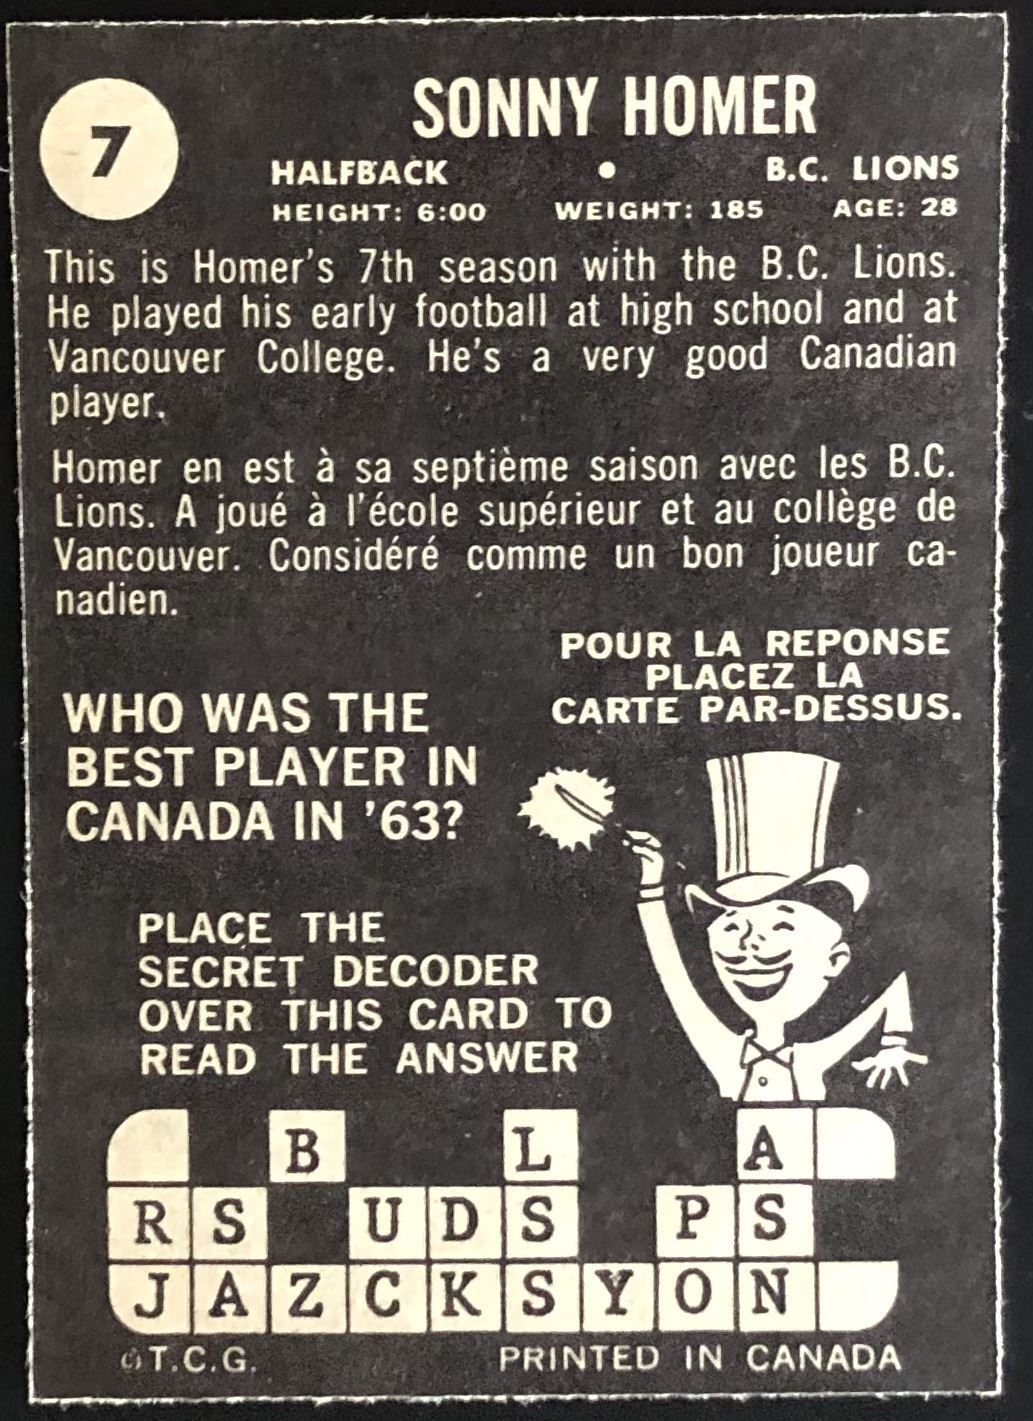 7
SONNY HOMER
HALFBACK • B.C. LIONS
HEIGHT: 6:00 WEIGHT: 185 AGE: 28
This is Homer's 7th season with the B.C. Lions.
He played his early football at high school and at
Vancouver College. He's a very good Canadian
player.
Homer en est à sa septième saison avec les B.C.
Lions. A joué à l'école supérieur et au collège de
Vancouver. Considéré comme un bon joueur ca-
nadien.
POUR LA REPONSE
PLACEZ LA
CARTE PAR-DESSUS.
WHO WAS THE
BEST PLAYER IN
CANADA IN '63?
PLACE THE
SECRET DECODER
OVER THIS CARD TO
READ THE ANSWER
B L A
R S U D S P S
J A Z C K S Y O N
© T.C.G. PRINTED IN CANADA